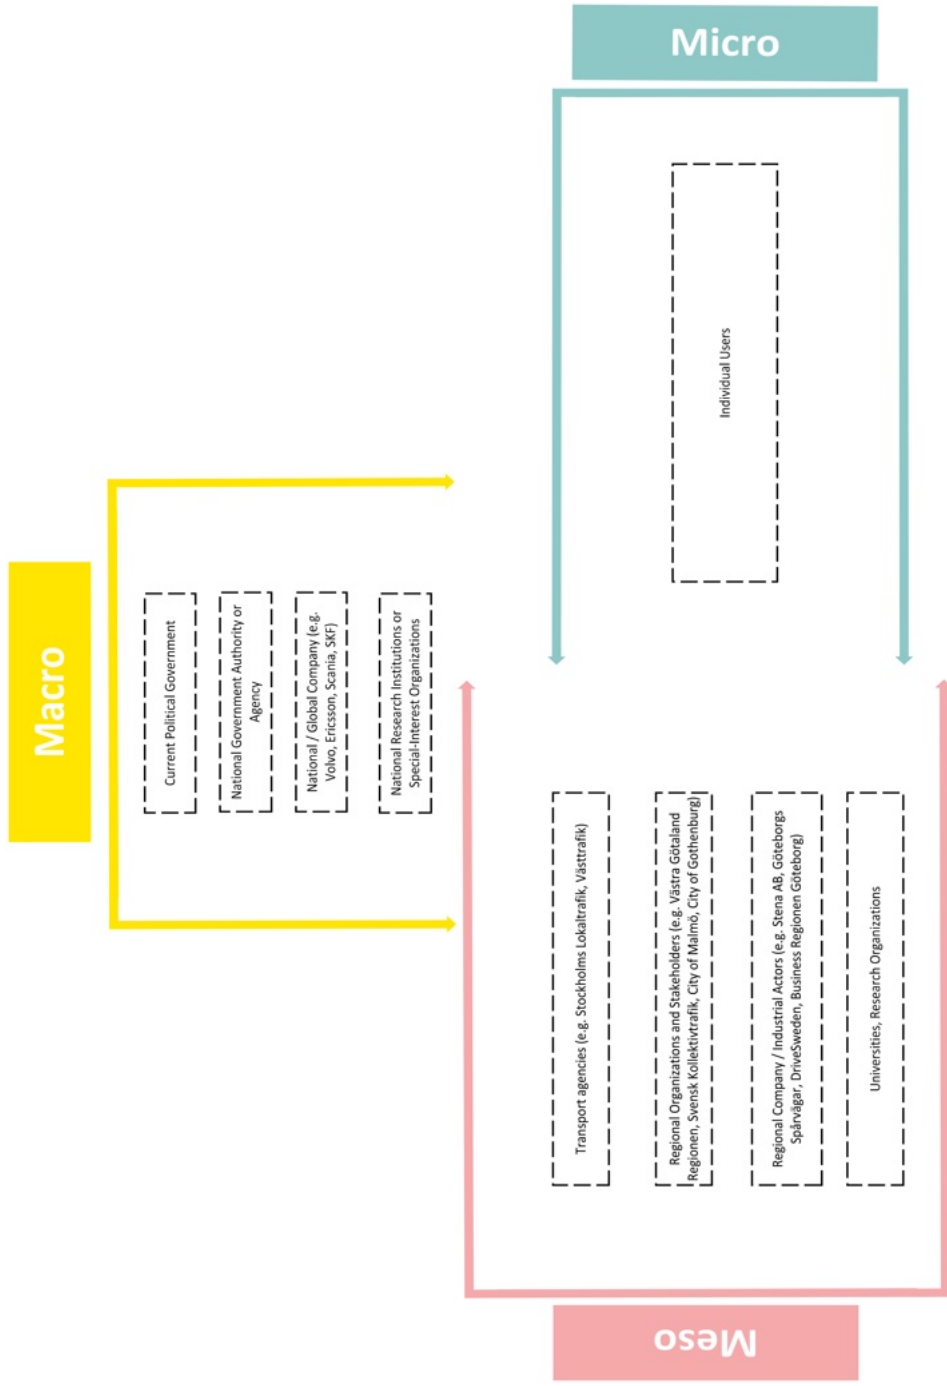 Macro
Current Political Government
National Government Authority or
Agency
National / Global Company (e.g.
Volvo, Ericsson, Scania, SKF)
National Research Institutions or
Special-Interest Organizations
Meso
Transport agencies (e.g. Stockholms Lokaltrafik, Västtrafik)
Regional Organizations and Stakeholders (e.g. Västra Götaland
Regionen, Svensk Kollektivtrafik, City of Malmö, City of Gothenburg)
Regional Company / Industrial Actors (e.g. Stena AB, Göteborgs
Spårvägar, DriveSweden, Business Regionen Göteborg)
Universities, Research Organizations
Micro
Individual Users